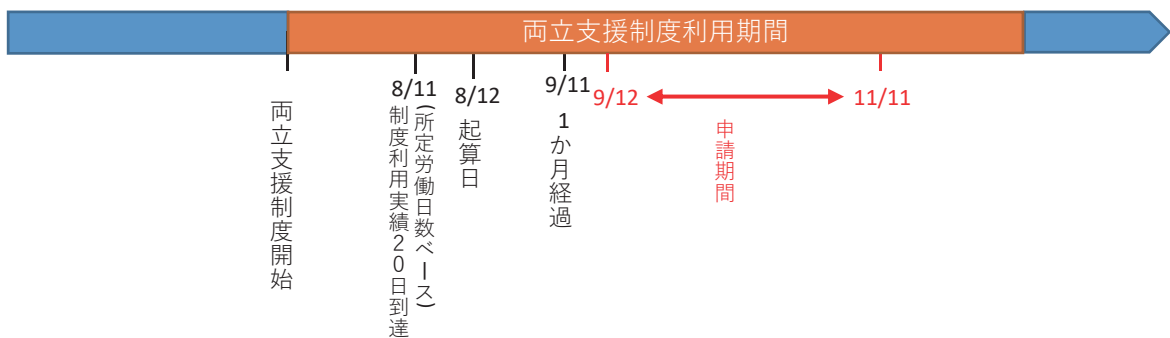 両立支援制度利用期間
両立支援制度開始
8/11
(所定労働日数ベース)
制度利用実績20日到達
8/12
起算日
9/11
1か月経過
9/12
11/11
申請期間